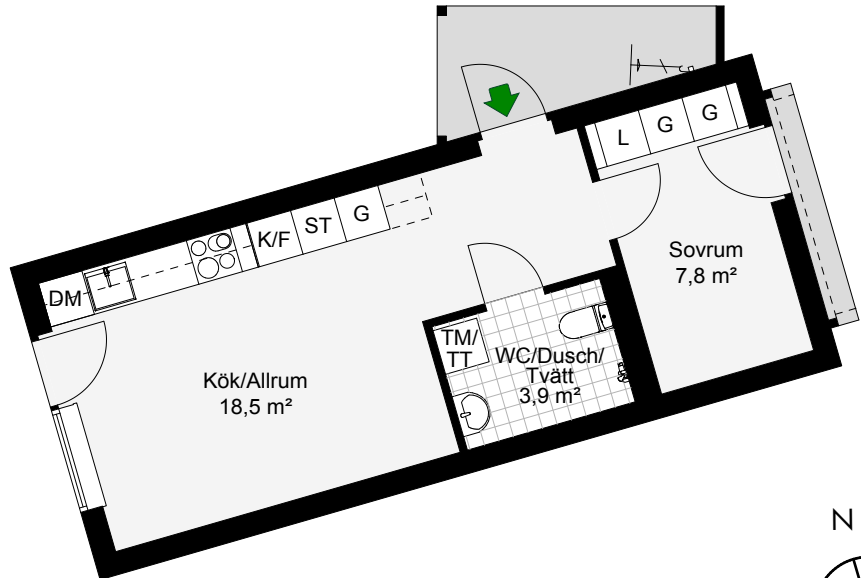 L
G
G
K/F
ST
G
DM
Sovrum
7,8 m²
TM/
TT
WC/Dusch/
Tvätt
3,9 m²
Kök/Allrum
18,5 m²
N